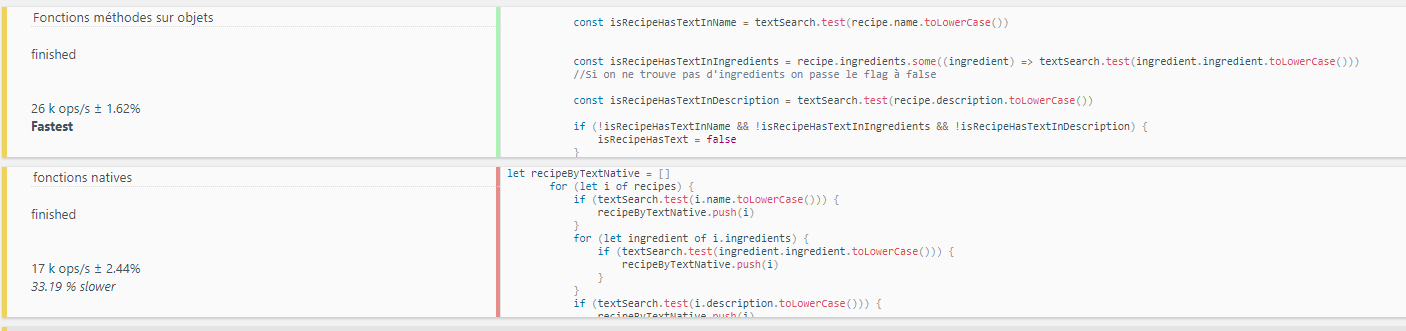 Fonctions méthodes sur objets
finished
26 k ops/s ± 1.62%
Fastest
const isRecipeHasTextInName = textSearch.test(recipe.name.toLowerCase())
const isRecipeHasTextInIngredients = recipe.ingredients.some((ingredient) => textSearch.test(ingredient.ingredient.toLowerCase()))
//Si on ne trouve pas d'ingredients on passe le flag à false
const isRecipeHasTextInDescription = textSearch.test(recipe.description.toLowerCase())
if (!isRecipeHasTextInName && !isRecipeHasTextInIngredients && !isRecipeHasTextInDescription) {
isRecipeHasText = false
}
fonctions natives
finished
17 k ops/s ± 2.44%
33.19 % slower
let recipeByTextNative = []
for (let i of recipes) {
if (textSearch.test(i.name.toLowerCase())) {
recipeByTextNative.push(i)
}
for (let ingredient of i.ingredients) {
if (textSearch.test(ingredient.ingredient.toLowerCase())) {
recipeByTextNative.push(i)
}
}
if (textSearch.test(i.description.toLowerCase())) {
recipeByTextNative.push(i)